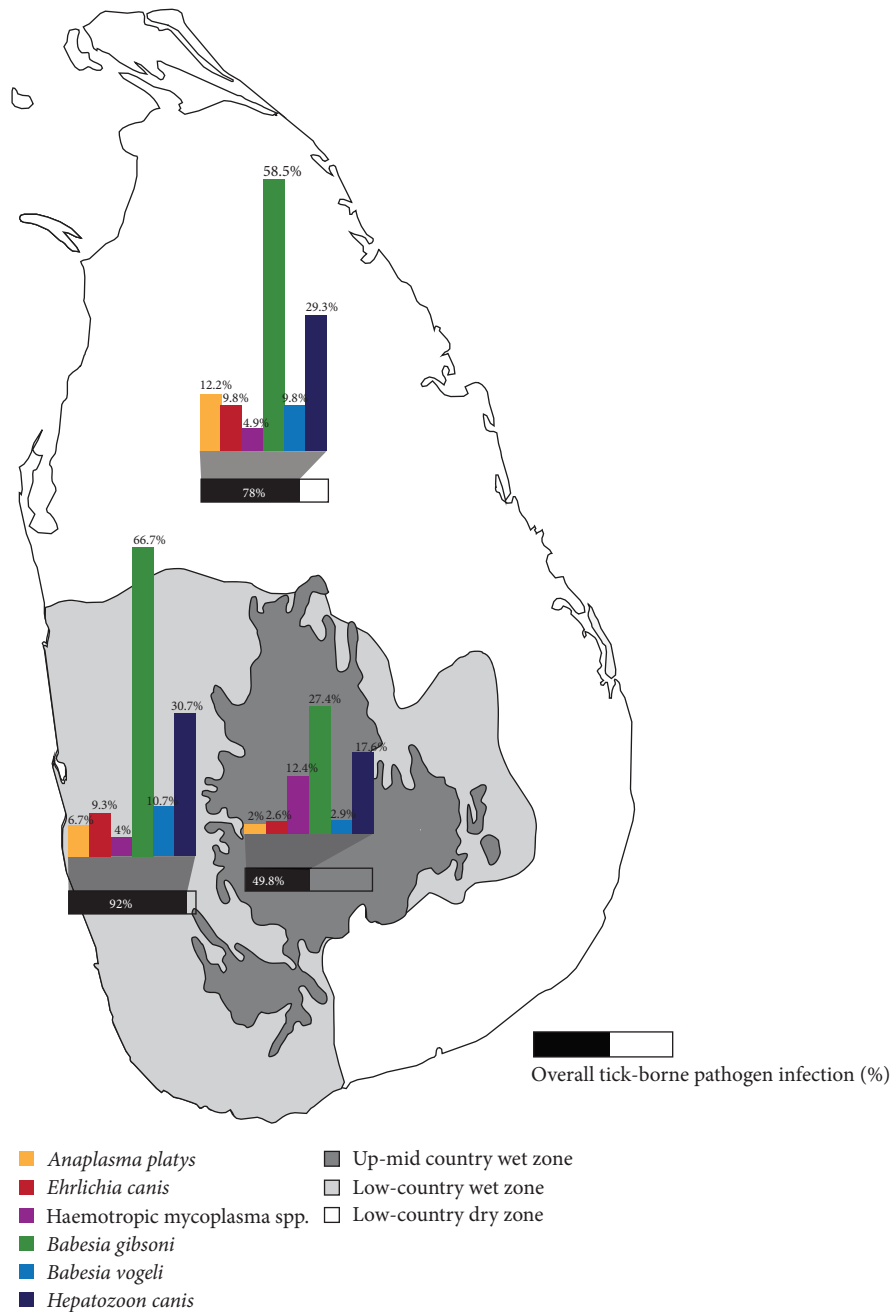 58.5%
29.3%
12.2%
9.8%
9.8%
4.9%
78%
66.7%
30.7%
10.7%
9.3%
6.7%
4%
92%
27.4%
17.6%
12.4%
2.9%
2.6%
2%
49.8%
Overall tick-borne pathogen infection (%)
Anaplasma platys
Ehrlichia canis
Haemotropic mycoplasma spp.
Babesia gibsoni
Babesia vogeli
Hepatozoon canis
Up-mid country wet zone
Low-country wet zone
Low-country dry zone